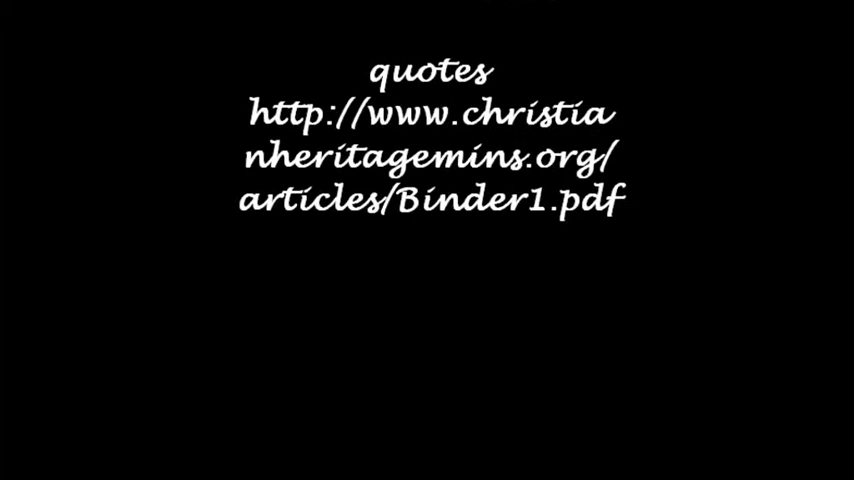 quotes
http://www.christia
nheritagemins.org/
articles/Binder1.pdf